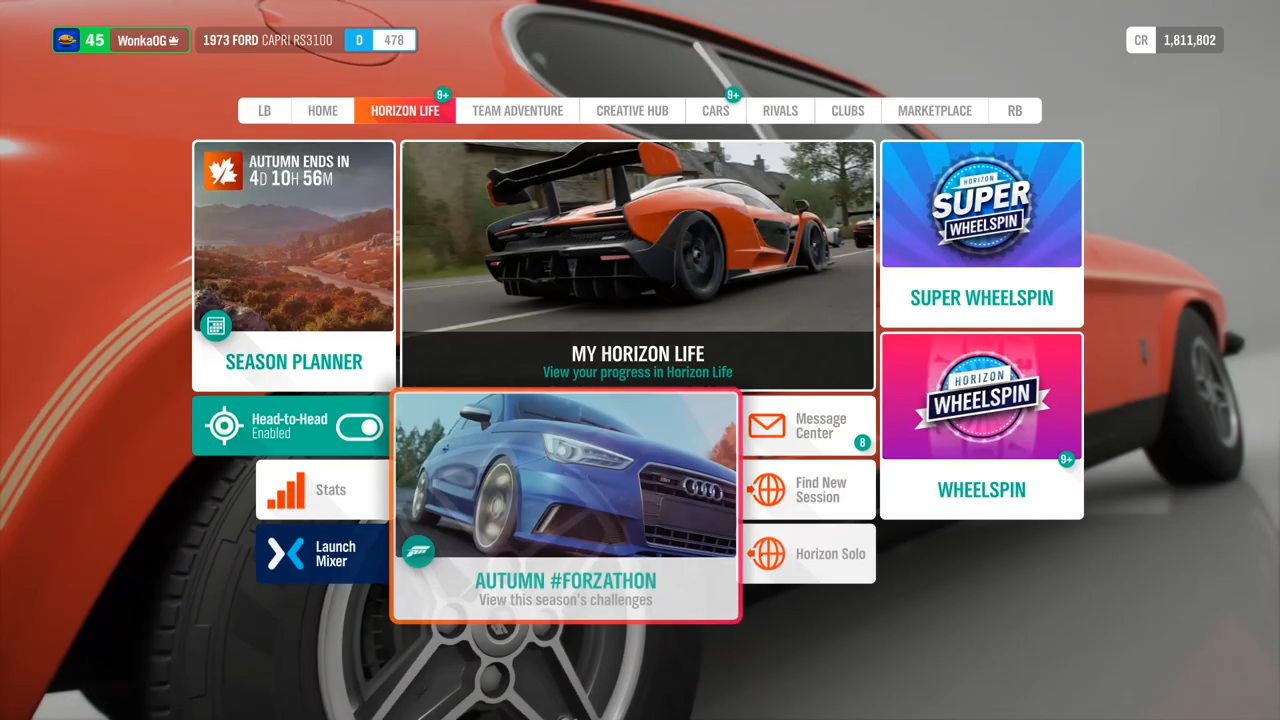 45 WonkaOG
1973 FORD CAPRI RS3100 D 478
CR 1,811,802
LB HOME HORIZON LIFE 9+ TEAM ADVENTURE CREATIVE HUB CARS 9+ RIVALS CLUBS MARKETPLACE RB
AUTUMN ENDS IN
4D 10H 56M
SEASON PLANNER
MY HORIZON LIFE
View your progress in Horizon Life
HORIZON
SUPER
WHEELSPIN
SUPER WHEELSPIN
HORIZON
WHEELSPIN
9+
WHEELSPIN
Head-to-Head
Enabled
Stats
Launch
Mixer
AUTUMN #FORZATHON
View this season's challenges
Message
Center
8
Find New
Session
Horizon Solo